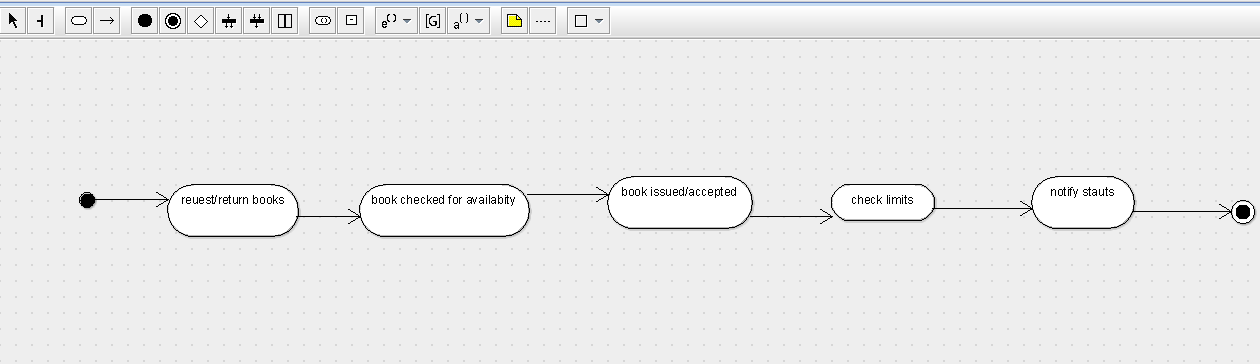 e()
[G]
a()
reuest/return books
book checked for availabity
book issued/accepted
check limits
notify stauts